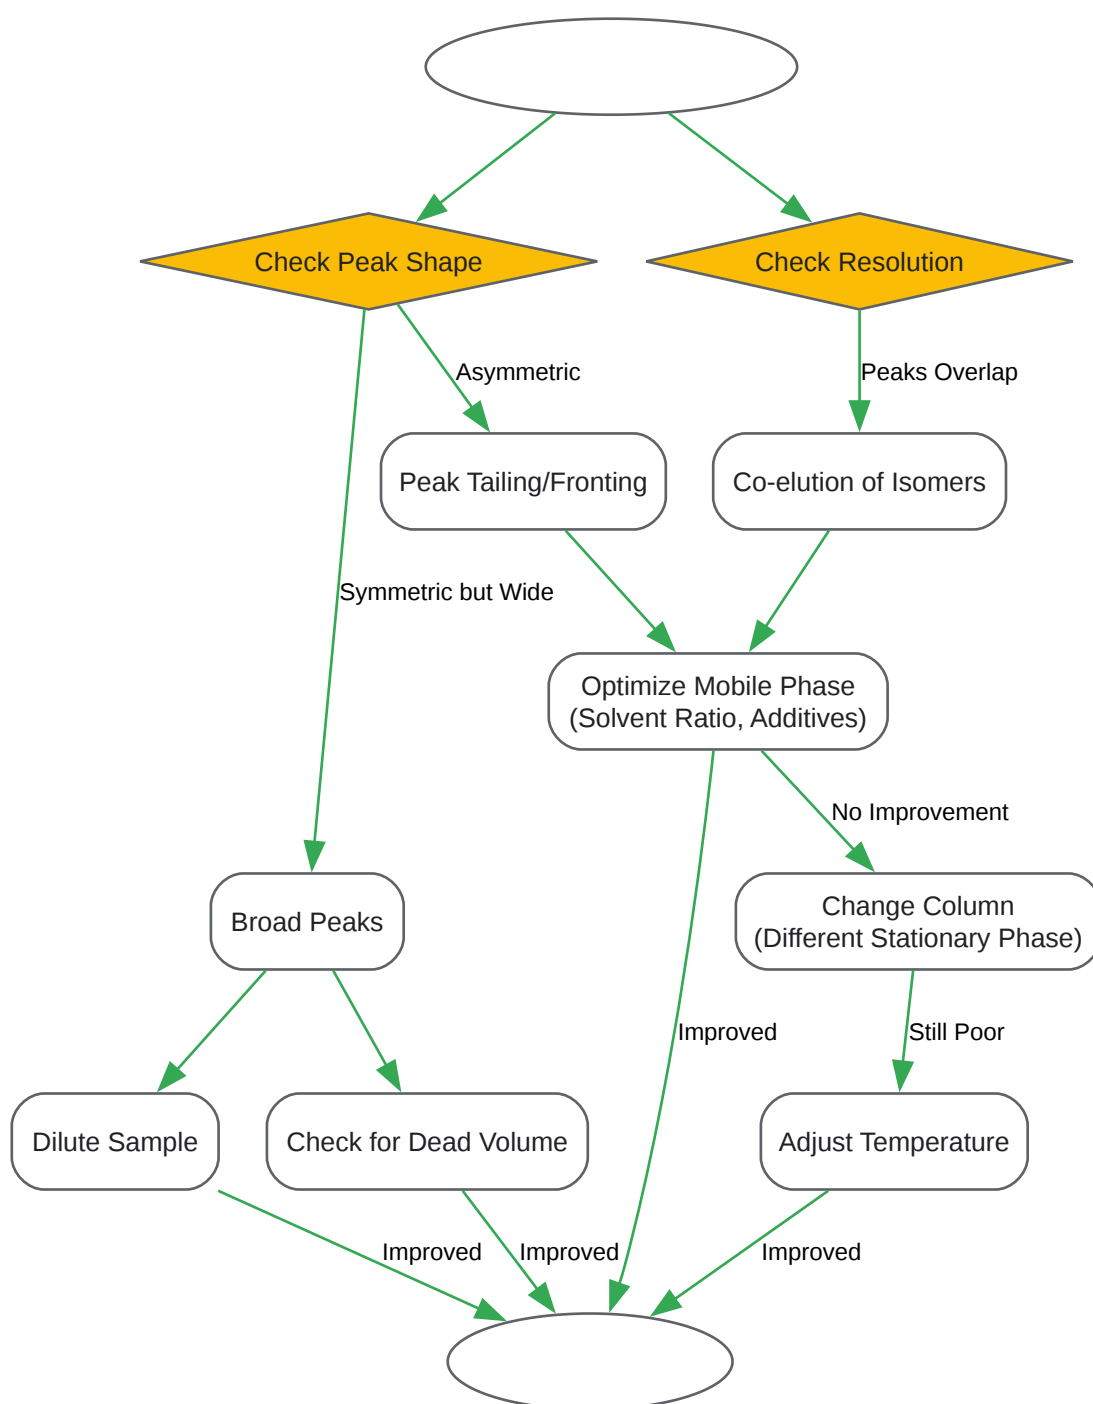 Check Peak Shape
Check Resolution
Asymmetric
Peaks Overlap
Peak Tailing/Fronting
Co-elution of Isomers
Symmetric but Wide
Optimize Mobile Phase
(Solvent Ratio, Additives)
No Improvement
Broad Peaks
Change Column
(Different Stationary Phase)
Improved
Still Poor
Dilute Sample
Check for Dead Volume
Adjust Temperature
Improved
Improved
Improved